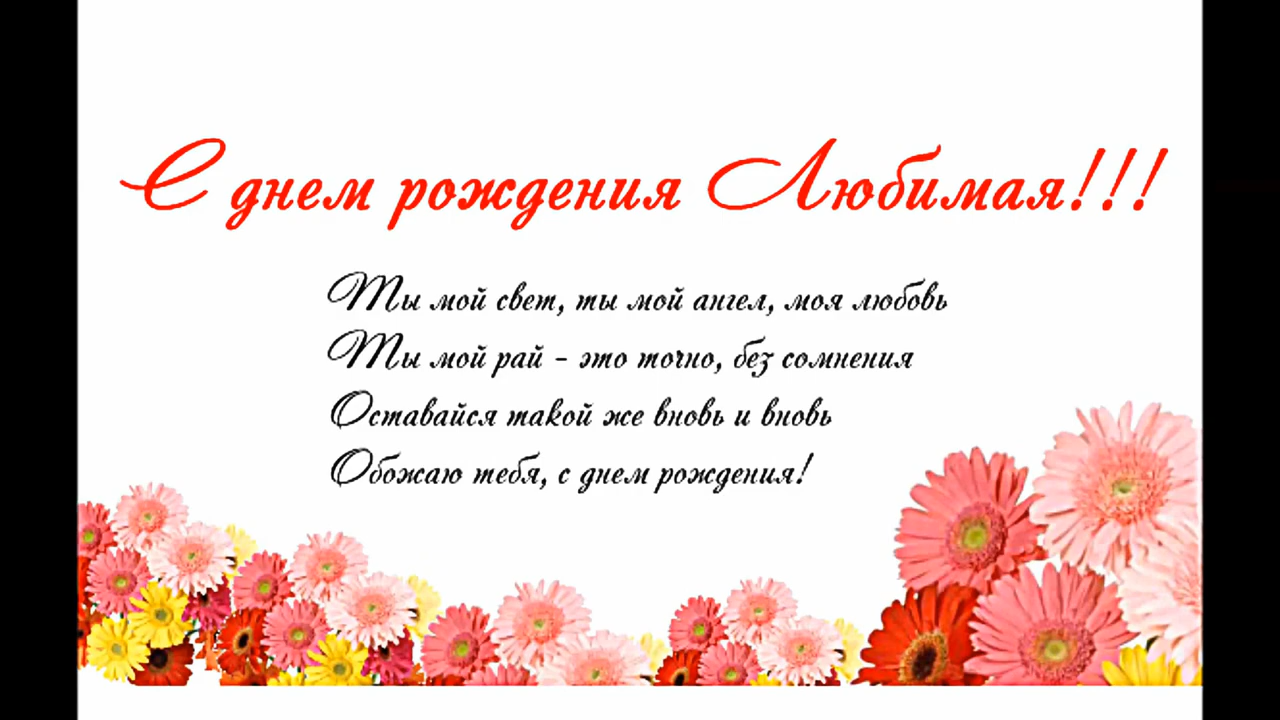 С днем рождения Любимая!!!
Ты мой свет, ты мой ангел, моя любовь
Ты мой рай - это точно, без сомнения
Оставайся такой же вновь и вновь
Обожаю тебя, с днем рождения!